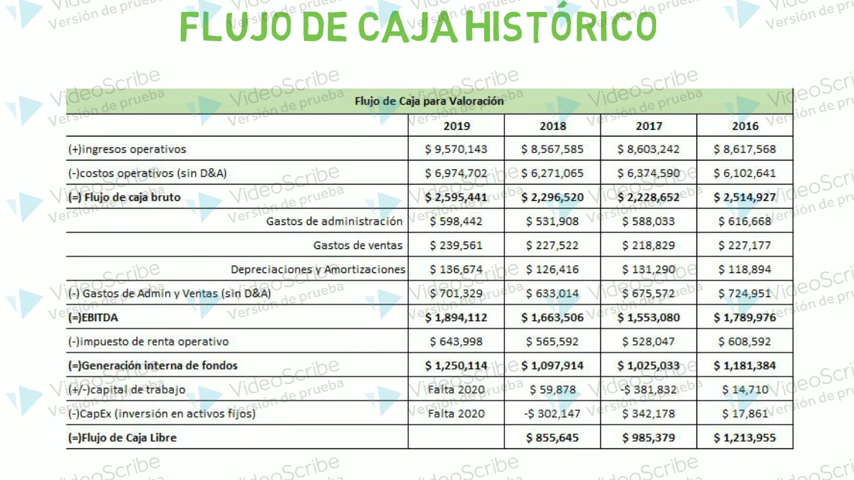 FLUJO DE CAJA HISTÓRICO
Flujo de Caja para Valoración
2019 2018 2017 2016
(+)ingresos operativos $ 9,570,143 $ 8,567,585 $ 8,603,242 $ 8,617,568
(-)costos operativos (sin D&A) $ 6,974,702 $ 6,271,065 $ 6,374,590 $ 6,102,641
(=) Flujo de caja bruto $ 2,595,441 $ 2,296,520 $ 2,228,652 $ 2,514,927
Gastos de administración $ 598,442 $ 531,908 $ 588,033 $ 616,668
Gastos de ventas $ 239,561 $ 227,522 $ 218,829 $ 227,177
Depreciaciones y Amortizaciones $ 136,674 $ 126,416 $ 131,290 $ 118,894
(-) Gastos de Admin y Ventas (sin D&A) $ 701,329 $ 633,014 $ 675,572 $ 724,951
(=)EBITDA $ 1,894,112 $ 1,663,506 $ 1,553,080 $ 1,789,976
(-)impuesto de renta operativo $ 643,998 $ 565,592 $ 528,047 $ 608,592
(=)Generación interna de fondos $ 1,250,114 $ 1,097,914 $ 1,025,033 $ 1,181,384
(+/-)capital de trabajo Falta 2020 $ 59,878 -$ 381,832 $ 14,710
(-)CapEx (inversión en activos fijos) Falta 2020 -$ 302,147 $ 342,178 $ 17,861
(=)Flujo de Caja Libre $ 855,645 $ 985,379 $ 1,213,955
VideoScribe
Versión de prueba